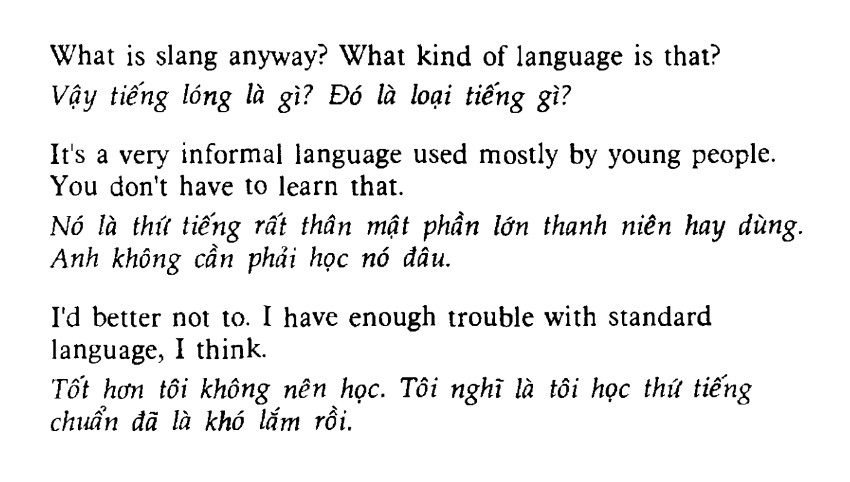 What is slang anyway? What kind of language is that?
Vậy tiếng lóng là gì? Đó là loại tiếng gì?
It's a very informal language used mostly by young people.
You don't have to learn that.
Nó là thứ tiếng rất thân mật phần lớn thanh niên hay dùng.
Anh không cần phải học nó đâu.
I'd better not to. I have enough trouble with standard
language, I think.
Tốt hơn tôi không nên học. Tôi nghĩ là tôi học thứ tiếng
chuẩn đã là khó lắm rồi.